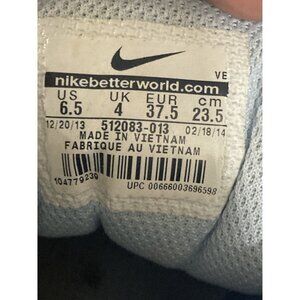 VE
nikebetterworld.com
US UK EUR cm
6.5 4 37.5 23.5
12/20/13 512083-013 02/18/14
MADE IN VIETNAM
FABRIQUE AU VIETNAM
104779230
UPC 00666003696598